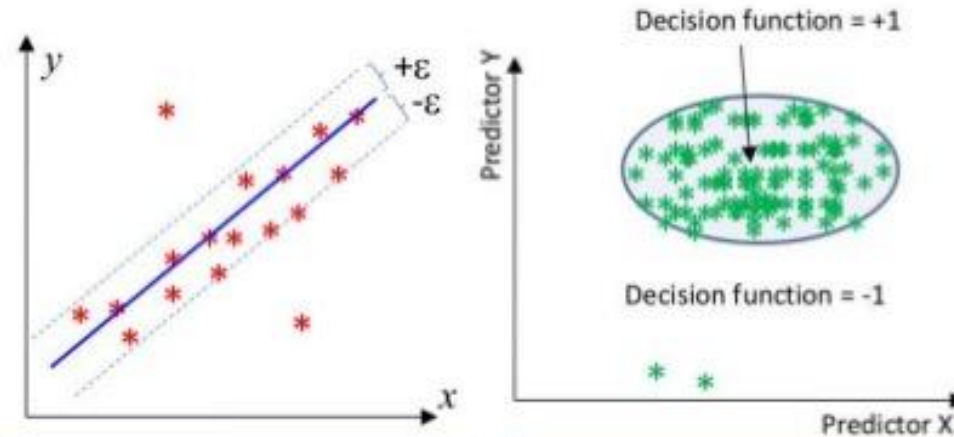 y
+ε
-ε
x
Decision function = +1
Predictor Y
Decision function = -1
Predictor X